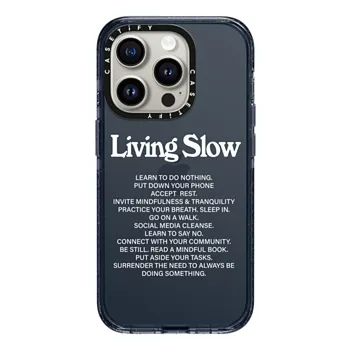 CASETiFY
CASETiFY
Living Slow
LEARN TO DO NOTHING.
PUT DOWN YOUR PHONE
ACCEPT REST.
INVITE MINDFULNESS & TRANQUILITY
PRACTICE YOUR BREATH. SLEEP IN.
GO ON A WALK.
SOCIAL MEDIA CLEANSE.
LEARN TO SAY NO.
CONNECT WITH YOUR COMMUNITY.
BE STILL. READ A MINDFUL BOOK.
PUT ASIDE YOUR TASKS.
SURRENDER THE NEED TO ALWAYS BE
DOING SOMETHING.